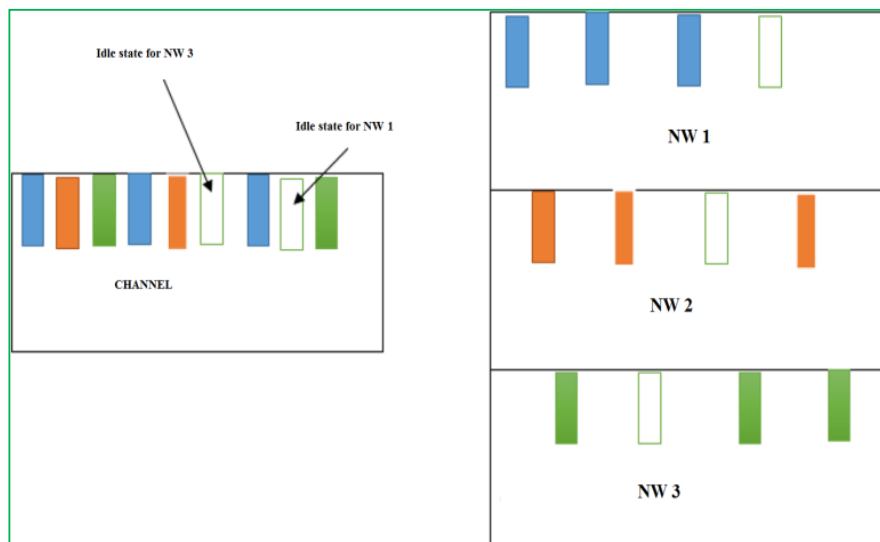 Idle state for NW 3
Idle state for NW 1
CHANNEL
NW 1
NW 2
NW 3